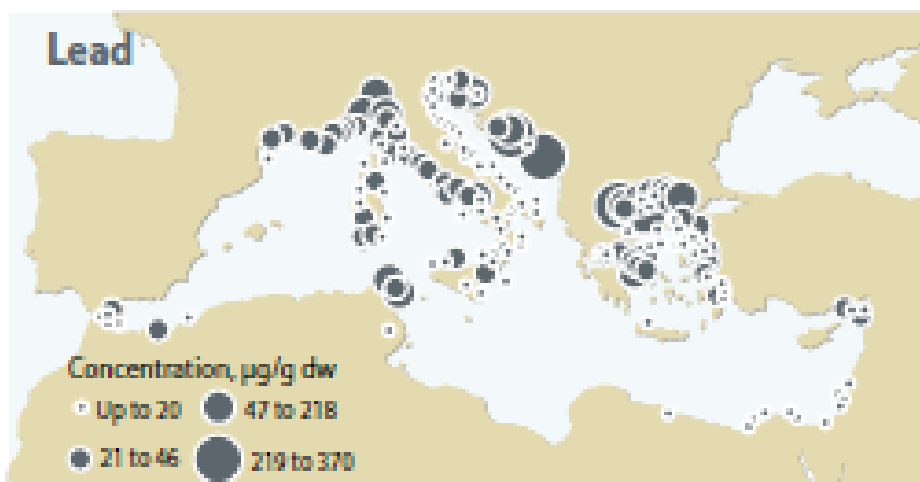 Lead
Concentration, µg/g dw
Up to 20
47 to 218
21 to 46
219 to 370